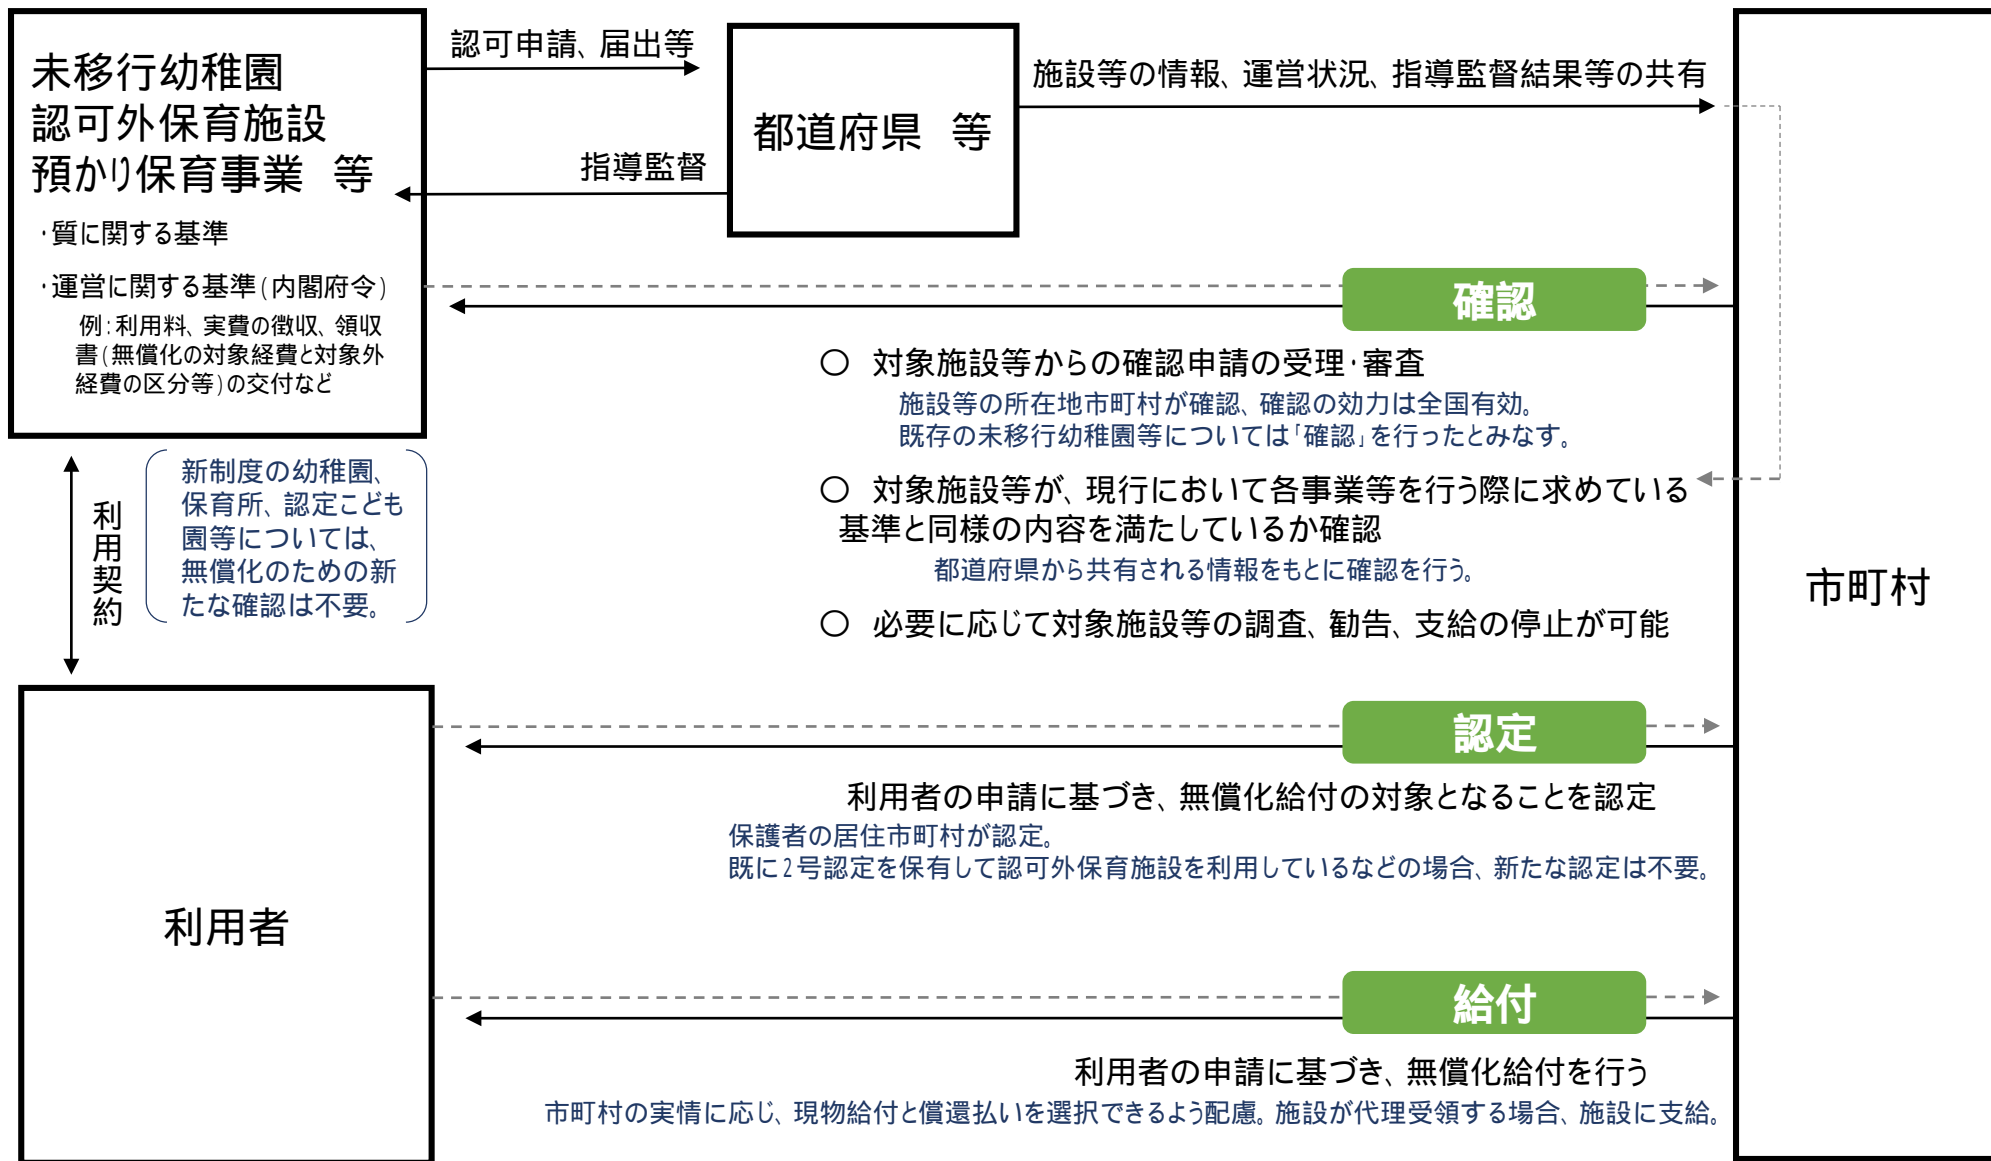 未移行幼稚園
認可外保育施設
預かり保育事業　等
・質に関する基準
・運営に関する基準(内閣府令)
例:利用料、実費の徴収、領収
書(無償化の対象経費と対象外
経費の区分等)の交付など
認可申請、届出等
指導監督
都道府県　等
施設等の情報、運営状況、指導監督結果等の共有
市町村
確認
○　対象施設等からの確認申請の受理・審査
施設等の所在地市町村が確認、確認の効力は全国有効。
既存の未移行幼稚園等については「確認」を行ったとみなす。
○　対象施設等が、現行において各事業等を行う際に求めている
基準と同様の内容を満たしているか確認
都道府県から共有される情報をもとに確認を行う。
○　必要に応じて対象施設等の調査、勧告、支給の停止が可能
利用契約
新制度の幼稚園、
保育所、認定こども
園等については、
無償化のための新
たな確認は不要。
利用者
認定
利用者の申請に基づき、無償化給付の対象となることを認定
保護者の居住市町村が認定。
既に2号認定を保有して認可外保育施設を利用しているなどの場合、新たな認定は不要。
給付
利用者の申請に基づき、無償化給付を行う
市町村の実情に応じ、現物給付と償還払いを選択できるよう配慮。施設が代理受領する場合、施設に支給。